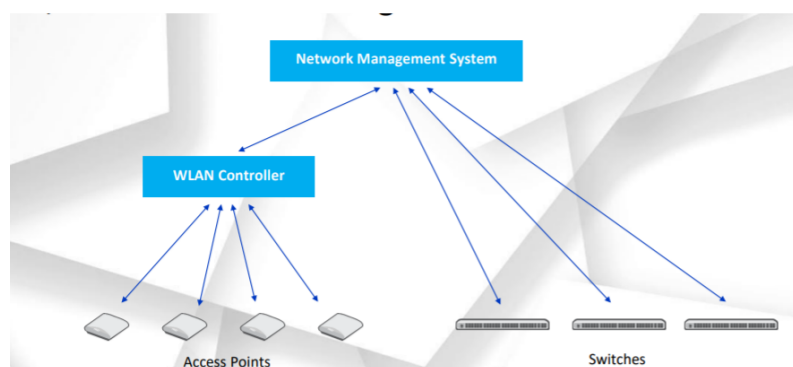 Network Management System
WLAN Controller
Access Points
Switches